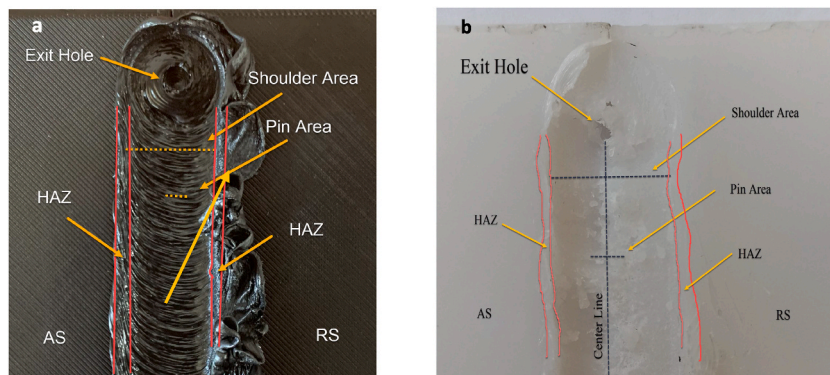 a
Exit Hole
Shoulder Area
Pin Area
HAZ
HAZ
AS
RS
b
Exit Hole
Shoulder Area
Pin Area
HAZ
HAZ
AS
RS
Center Line